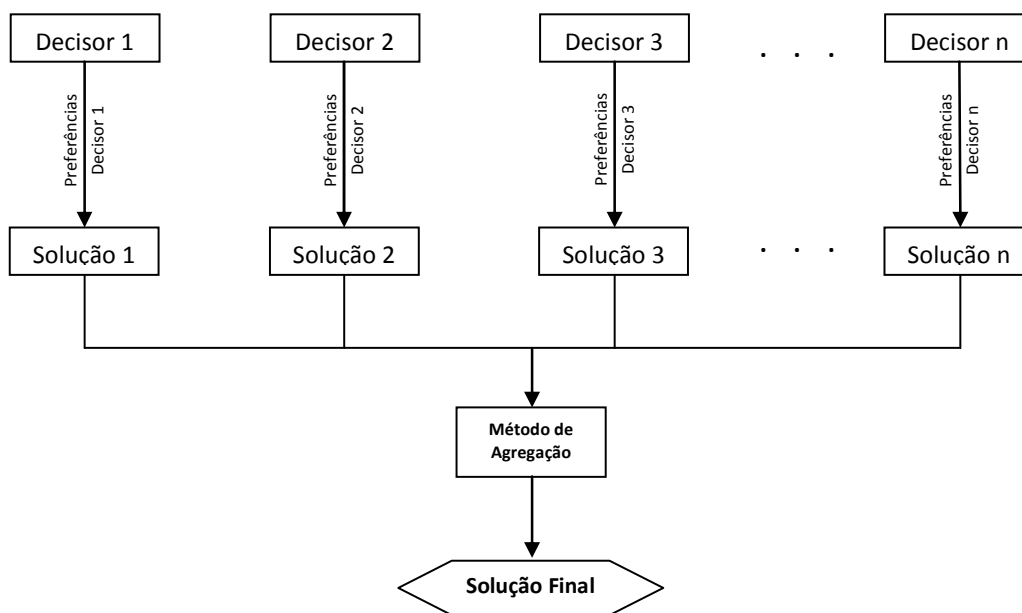 Decisor 1
Decisor 2
Decisor 3
. . .
Decisor n
Preferências
Decisor 1
Preferências
Decisor 2
Preferências
Decisor 3
Preferências
Decisor n
Solução 1
Solução 2
Solução 3
. . .
Solução n
Método de
Agregação
Solução Final